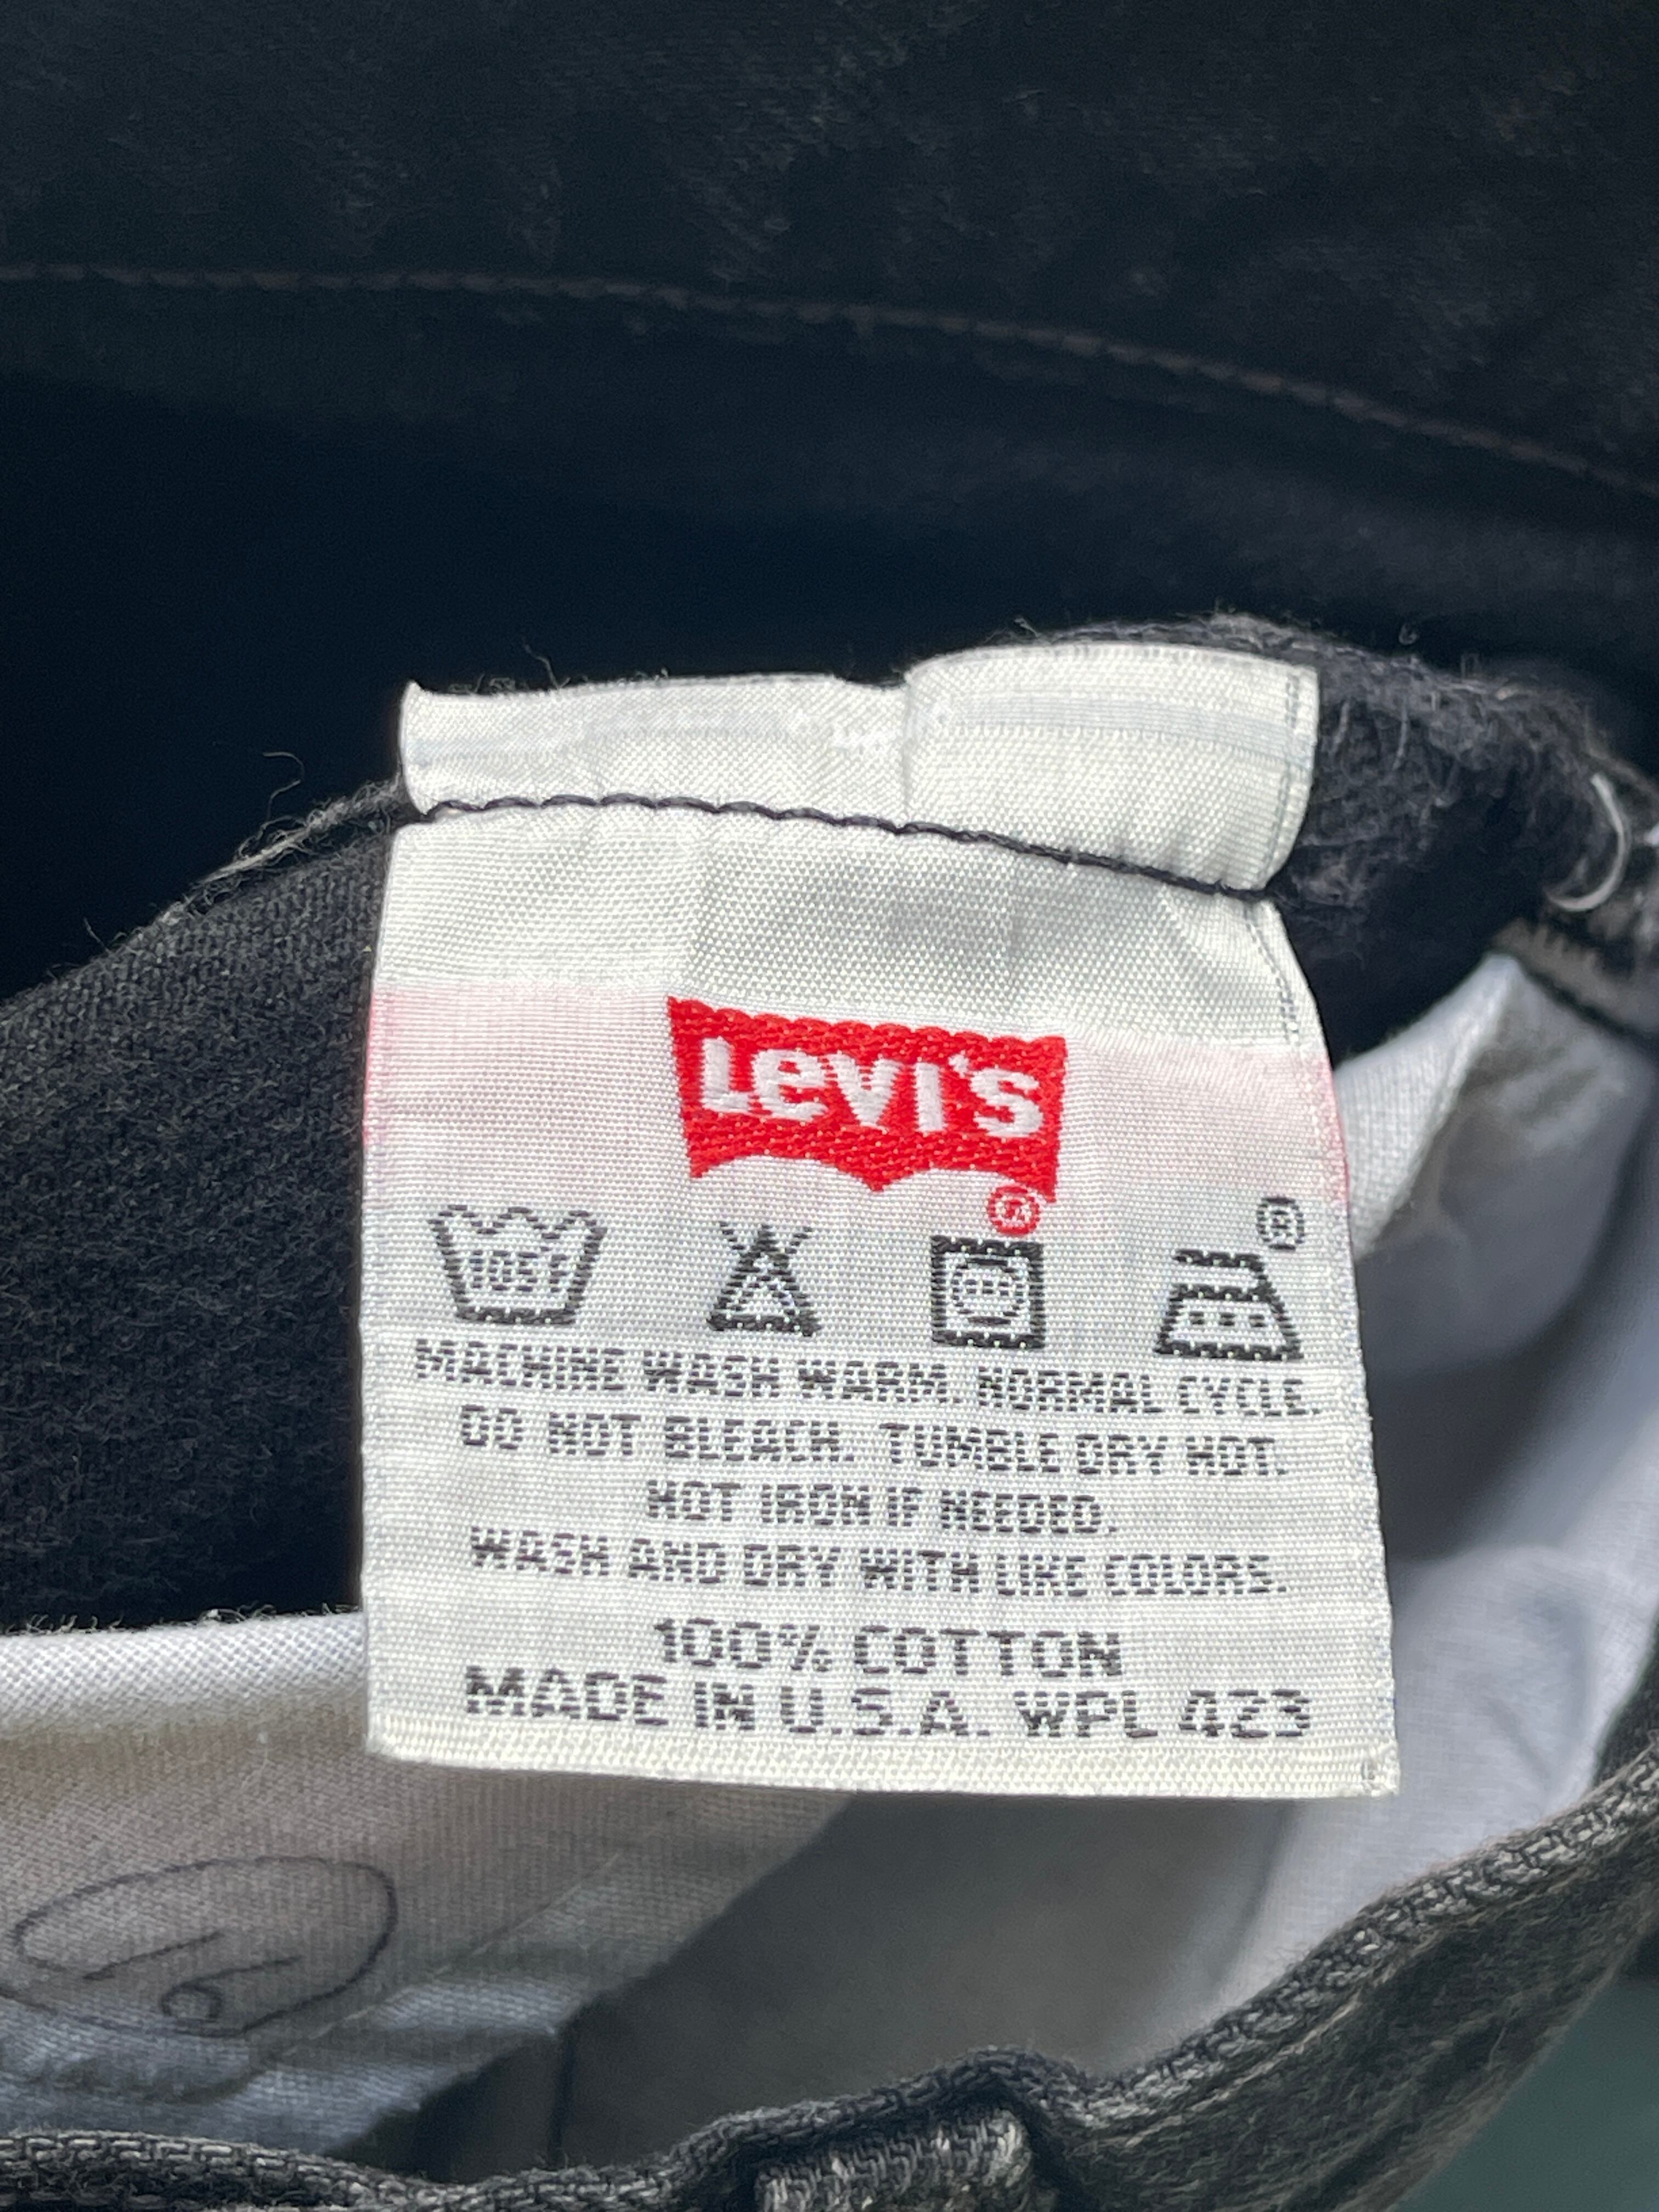 Levi's
®
105F
®
MACHINE WASH WARM. NORMAL CYCLE.
DO NOT BLEACH. TUMBLE DRY HOT.
HOT IRON IF NEEDED.
WASH AND DRY WITH LIKE COLORS.
100% COTTON
MADE IN U.S.A. WPL 423